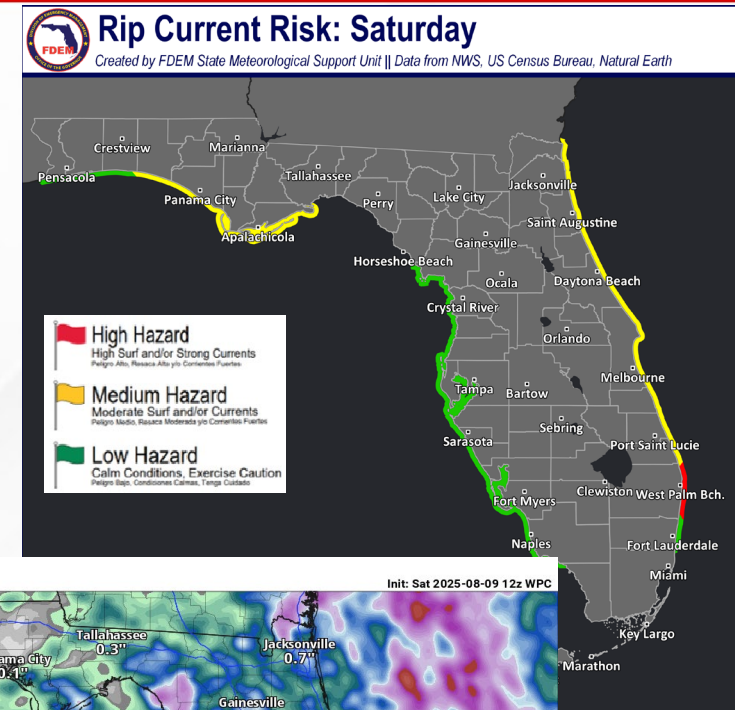 Rip Current Risk: Saturday
Created by FDEM State Meteorological Support Unit || Data from NWS, US Census Bureau, Natural Earth
FDEM
Crestview
Marianna
Pensacola
Tallahassee
Jacksonville
Panama City
Perry
Lake City
Apalachicola
Saint Augustine
Gainesville
Horseshoe Beach
Ocala
Daytona Beach
Crystal River
Orlando
High Hazard
High Surf and/or Strong Currents
Peligro Alto, Resaca Alta y/o Corrientes Fuertes
Medium Hazard
Moderate Surf and/or Currents
Peligro Medio, Resaca Moderada y/o Corrientes Fuertes
Low Hazard
Calm Conditions, Exercise Caution
Peligro Bajo, Condiciones Calmas, Tenga Cuidado
Melbourne
Tampa
Bartow
Sebring
Sarasota
Port Saint Lucie
Clewiston
West Palm Bch.
Fort Myers
Naples
Fort Lauderdale
Miami
Key Largo
Marathon
Init: Sat 2025-08-09 12z WPC
Tallahassee
0.3"
Jacksonville
0.7"
ama City
0.1"
Gainesville